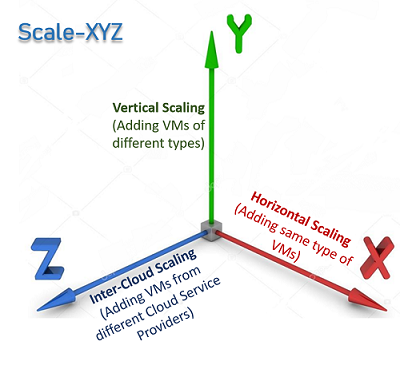 Scale-XYZ
Y
Vertical Scaling
(Adding VMs of
different types)
Horizontal Scaling
(Adding same type of
VMs)
X
Z
Inter-Cloud Scaling
(Adding VMs from
different Cloud Service
Providers)